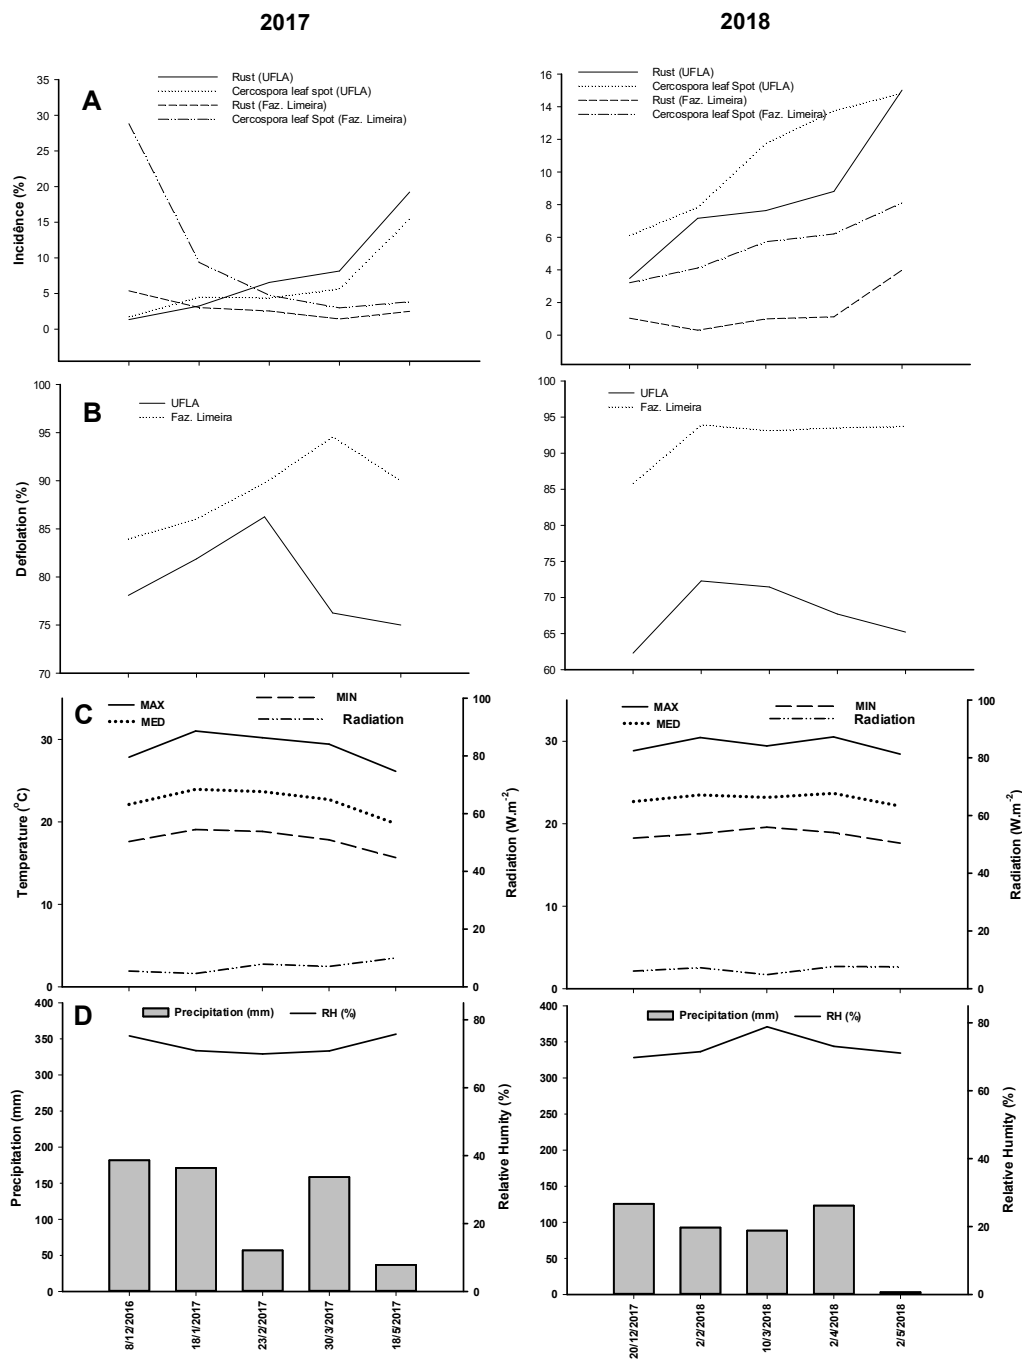 2017
2018
A
Rust (UFLA)
Cercospora leaf spot (UFLA)
Rust (Faz. Limeira)
Cercospora leaf Spot (Faz. Limeira)
35
30
25
20
15
10
5
0
Incidênce (%)
Rust (UFLA)
Cercospora leaf Spot (UFLA)
Rust (Faz. Limeira)
Cercospora leaf Spot (Faz. Limeira)
16
14
12
10
8
6
4
2
0
B
UFLA
Faz. Limeira
100
95
90
85
80
75
70
Deflolation (%)
UFLA
Faz. Limeira
100
95
90
85
80
75
70
65
60
C
MAX
MED
MIN
Radiation
30
20
10
0
Temperature (°C)
100
80
60
40
20
0
Radiation (W.m-2)
MAX
MED
MIN
Radiation
30
20
10
0
100
80
60
40
20
0
Radiation (W.m-2)
D
Precipitation (mm)
RH (%)
400
350
300
250
200
150
100
50
0
Precipitation (mm)
80
60
40
20
0
Relative Humity (%)
8/12/2016
18/1/2017
23/2/2017
30/3/2017
18/5/2017
Precipitation (mm)
RH (%)
400
350
300
250
200
150
100
50
0
80
60
40
20
0
Relative Humity (%)
20/12/2017
2/2/2018
10/3/2018
2/4/2018
2/5/2018